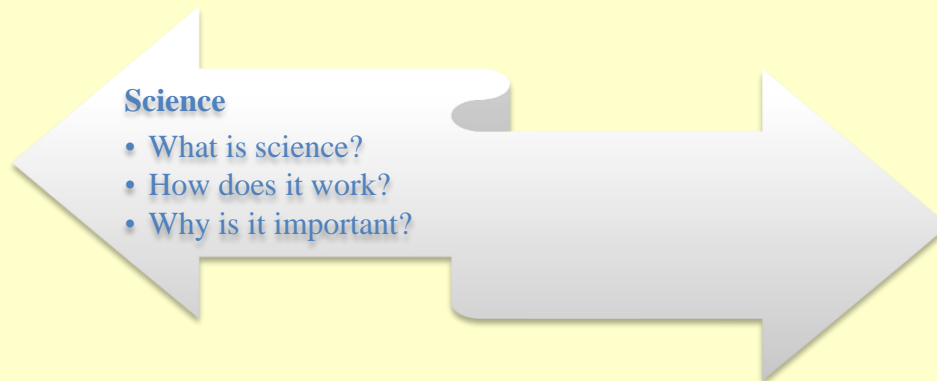 Science
• What is science?
• How does it work?
• Why is it important?